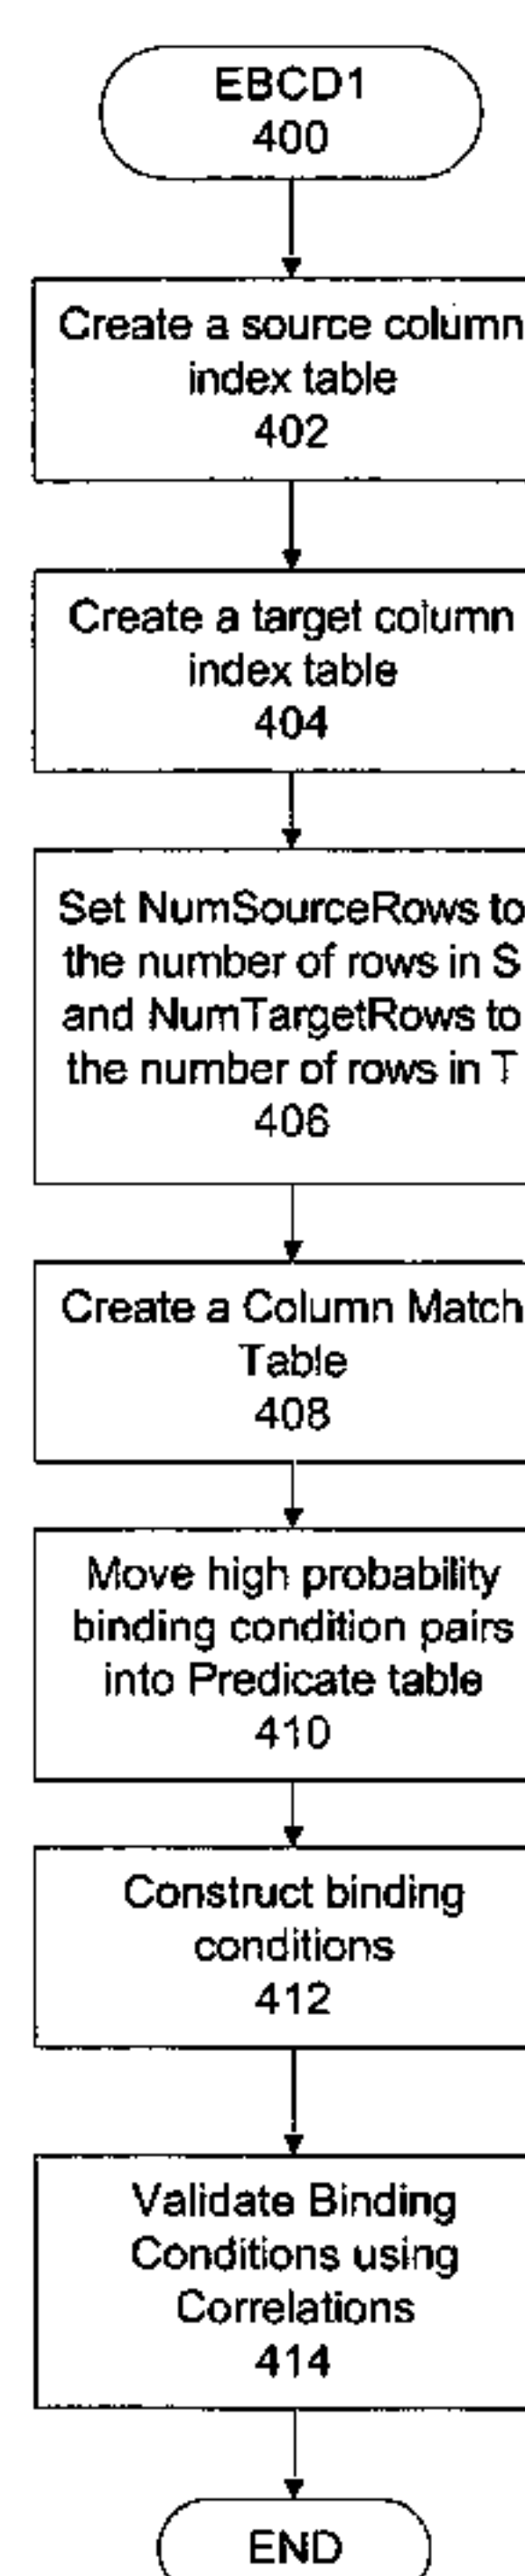 EBCD1
400
Create a source column
index table
402
Create a target column
index table
404
Set NumSourceRows to
the number of rows in S
and NumTargetRows to
the number of rows in T
406
Create a Column Match
Table
408
Move high probability
binding condition pairs
into Predicate table
410
Construct binding
conditions
412
Validate Binding
Conditions using
Correlations
414
END